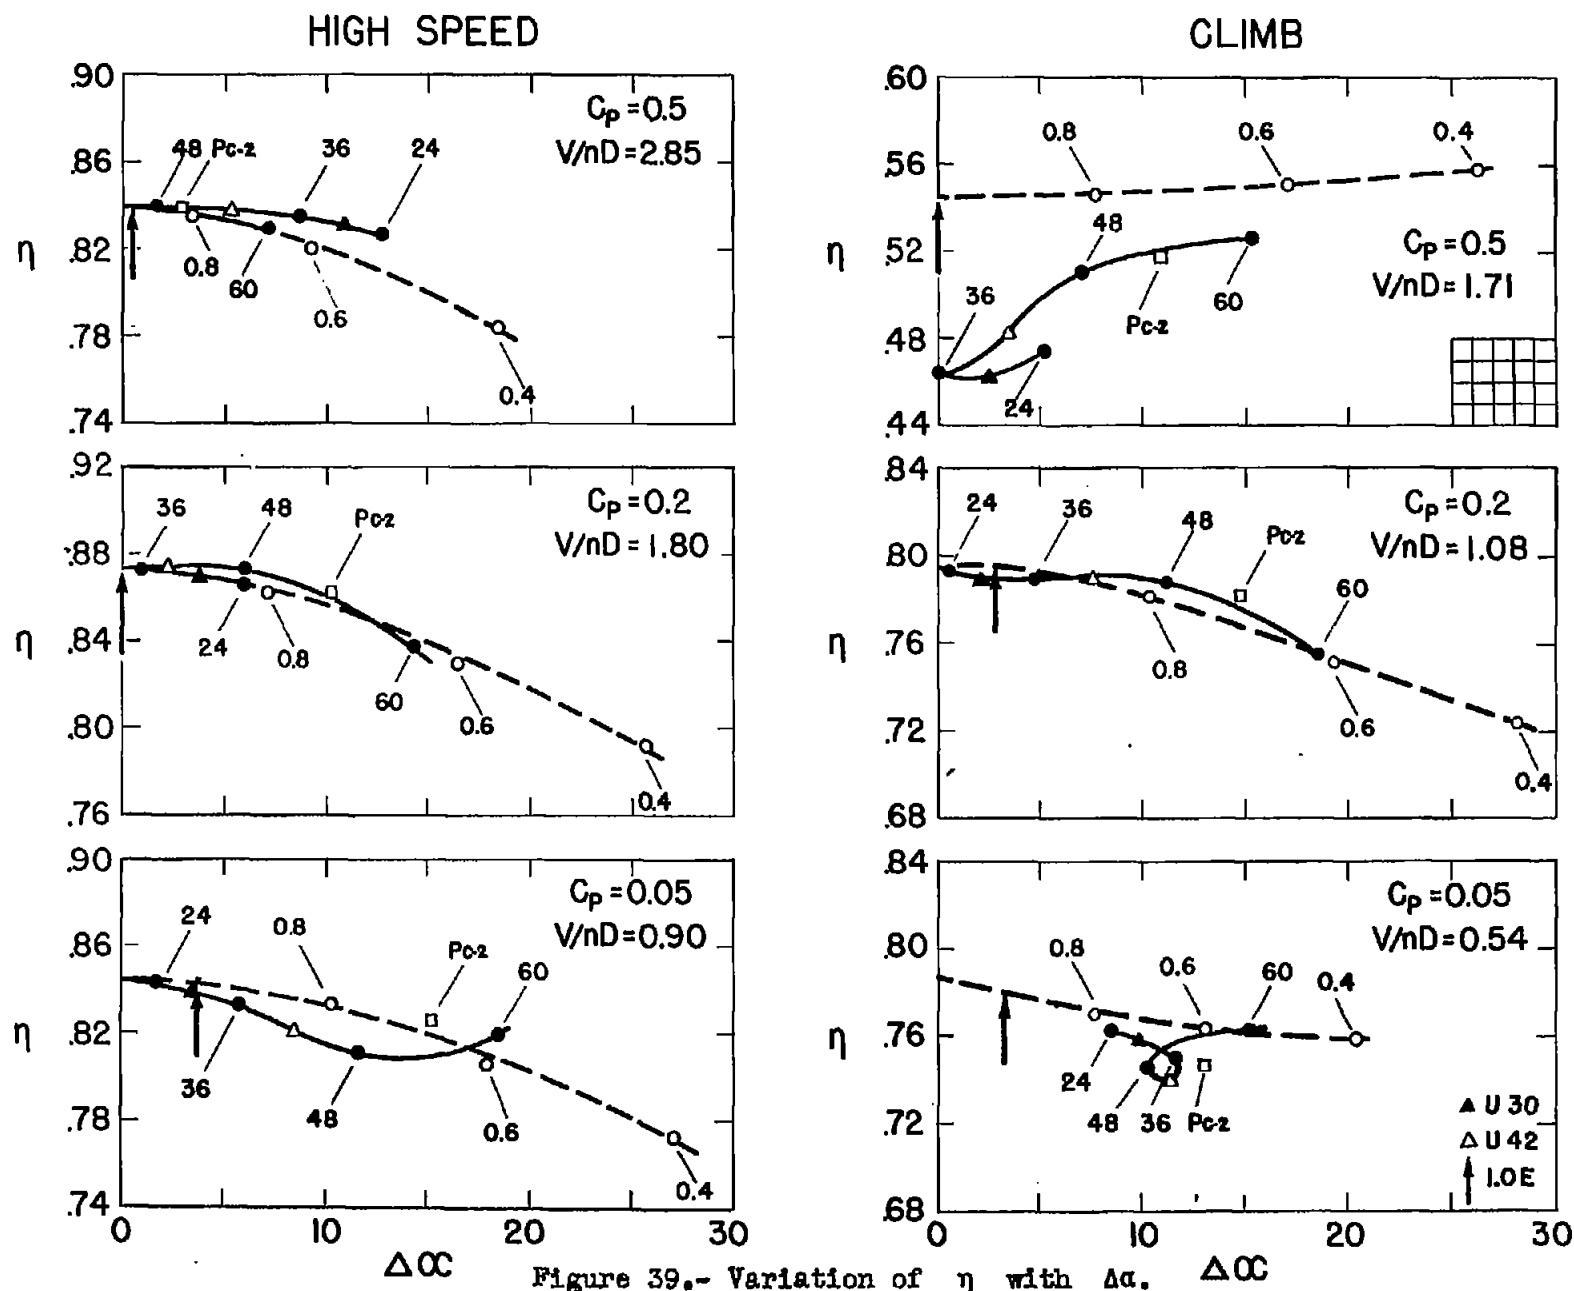 HIGH SPEED
.90
.86
.82
.78
.74
η
Cₚ=0.5
V/nD=2.85
48
Pc-2
36
24
0.8
60
0.6
0.4
.92
.88
.84
.80
.76
η
Cₚ=0.2
V/nD=1.80
36
48
Pc-2
24
0.8
60
0.6
0.4
.90
.86
.82
.78
.74
η
Cₚ=0.05
V/nD=0.90
24
0.8
Pc-2
60
36
48
0.6
0.4
0 10 20 30
Δα
CLIMB
.60
.56
.52
.48
.44
η
0.8
0.6
0.4
48
Cₚ=0.5
V/nD=1.71
36
Pc-2
60
24
.84
.80
.76
.72
.68
η
Cₚ=0.2
V/nD=1.08
24
36
48
Pc-2
60
0.8
0.6
0.4
.84
.80
.76
.72
.68
η
Cₚ=0.05
V/nD=0.54
0.8
0.6
60
0.4
24
48
36
Pc-2
▲ U 30
△ U 42
↑ 1.0E
0 10 20 30
Δα
Figure 39.- Variation of η with Δα.